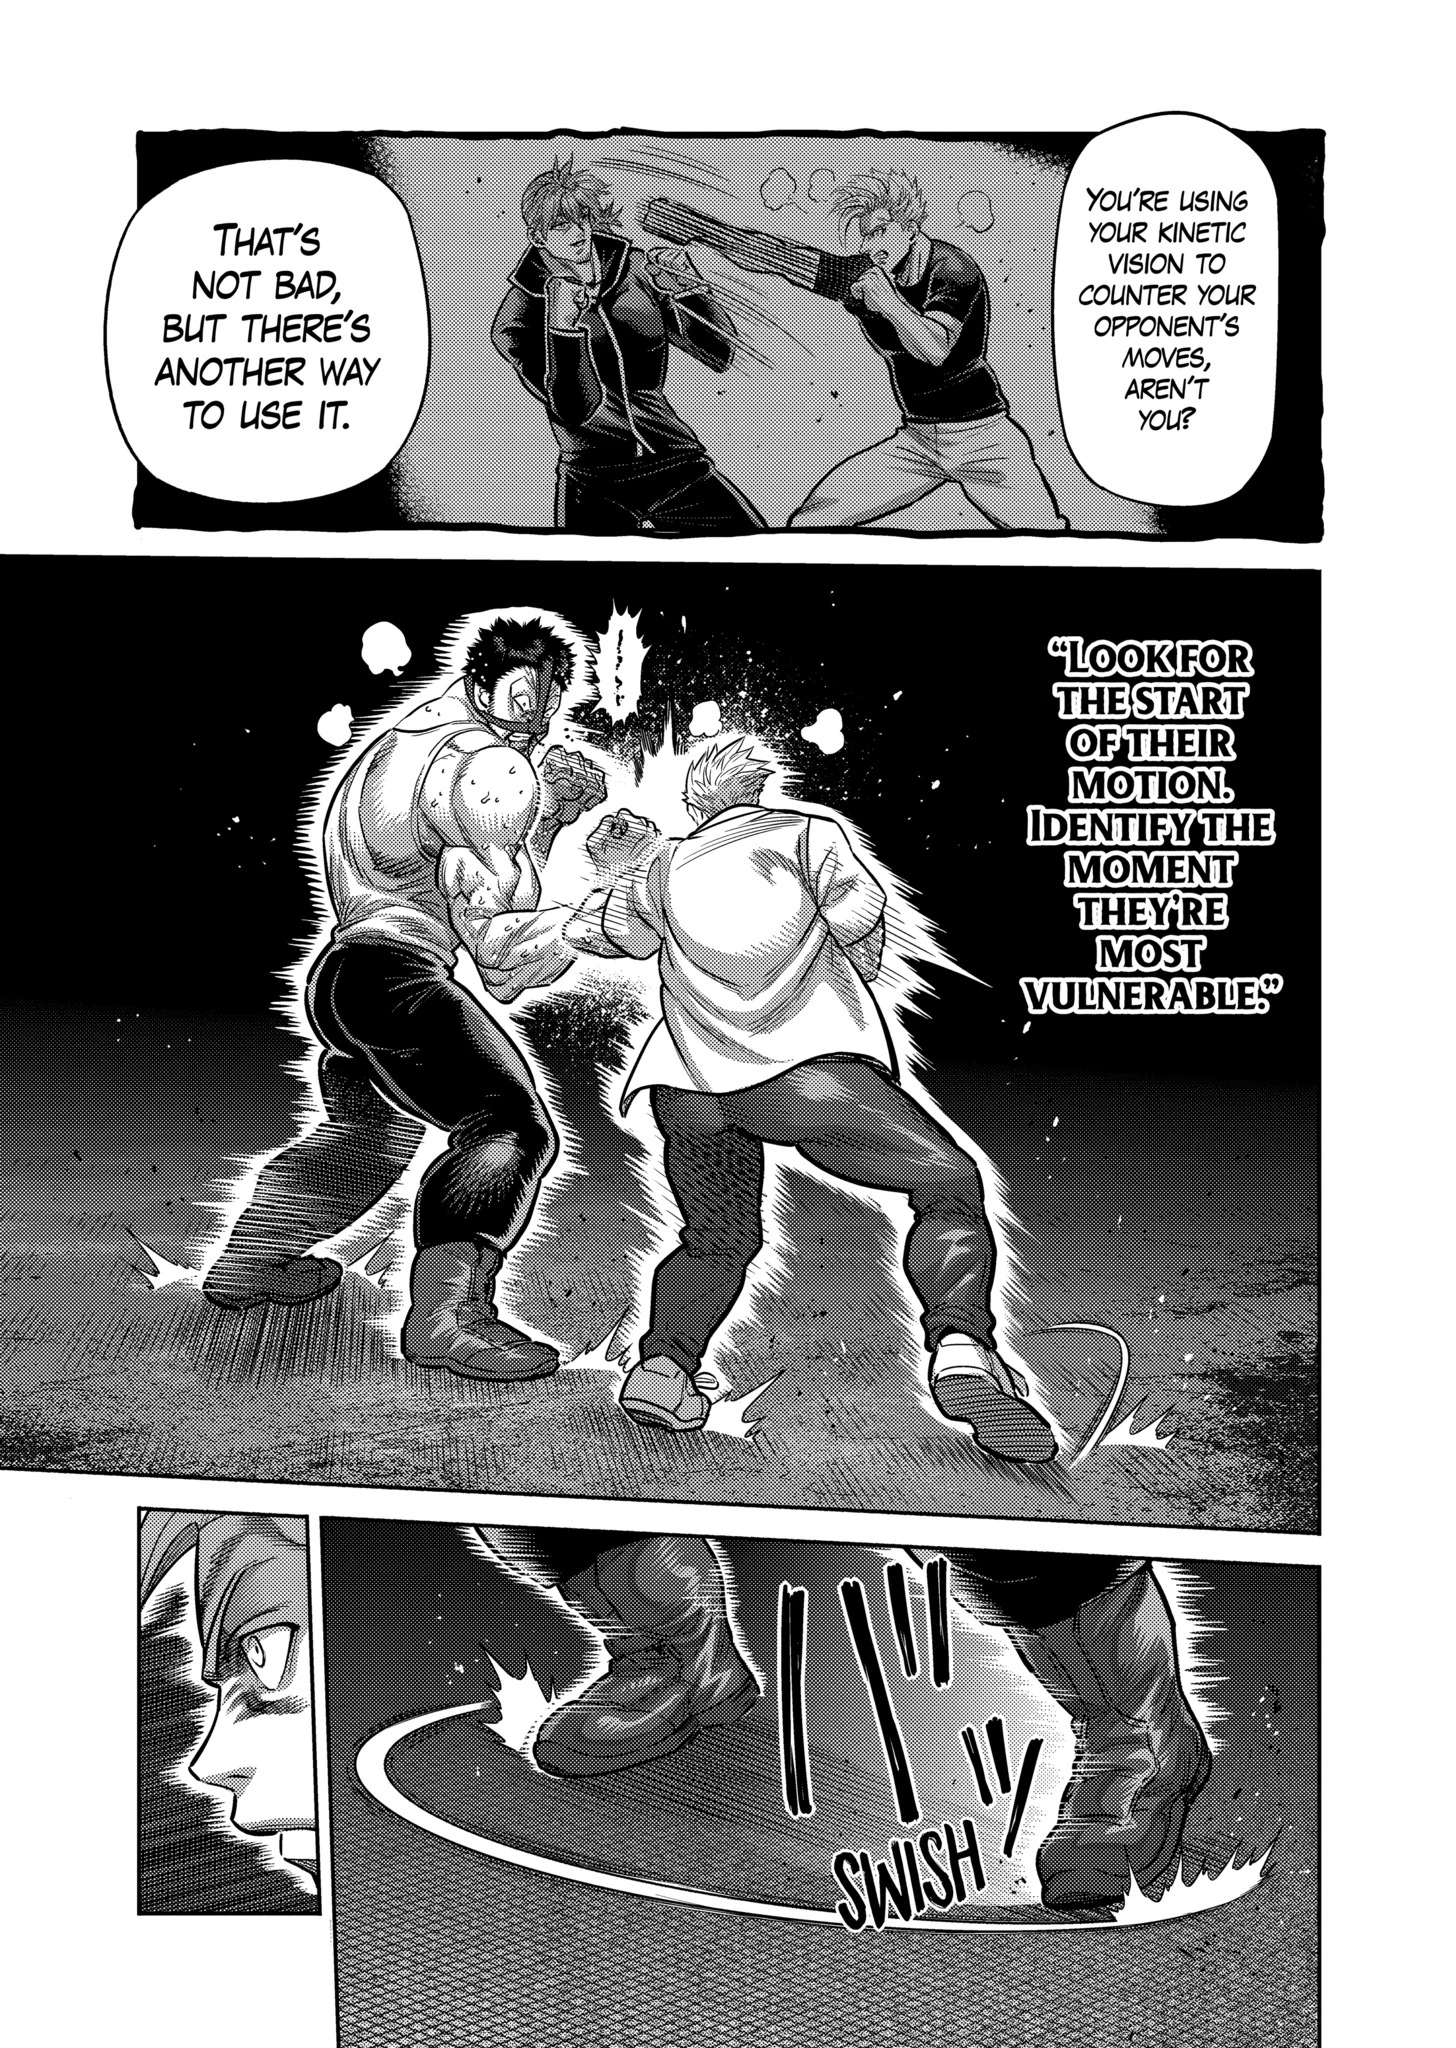 YOU'RE USING
YOUR KINETIC
VISION TO
COUNTER YOUR
OPPONENT'S
MOVES,
AREN'T
YOU?
THAT'S
NOT BAD,
BUT THERE'S
ANOTHER WAY
TO USE IT.
“LOOK FOR
THE START
OF THEIR
MOTION.
IDENTIFY THE
MOMENT
THEY'RE
MOST
VULNERABLE.”
SWISH